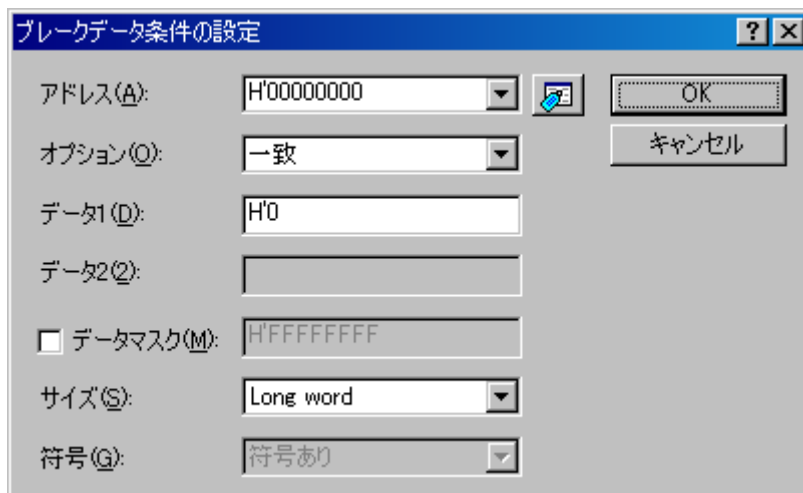 ブレークデータ条件の設定
アドレス(A): H'00000000 OK
オプション(O): 一致 キャンセル
データ1(D): H'0
データ2(2):
データマスク(M): H'FFFFFFFF
サイズ(S): Long word
符号(G): 符号あり